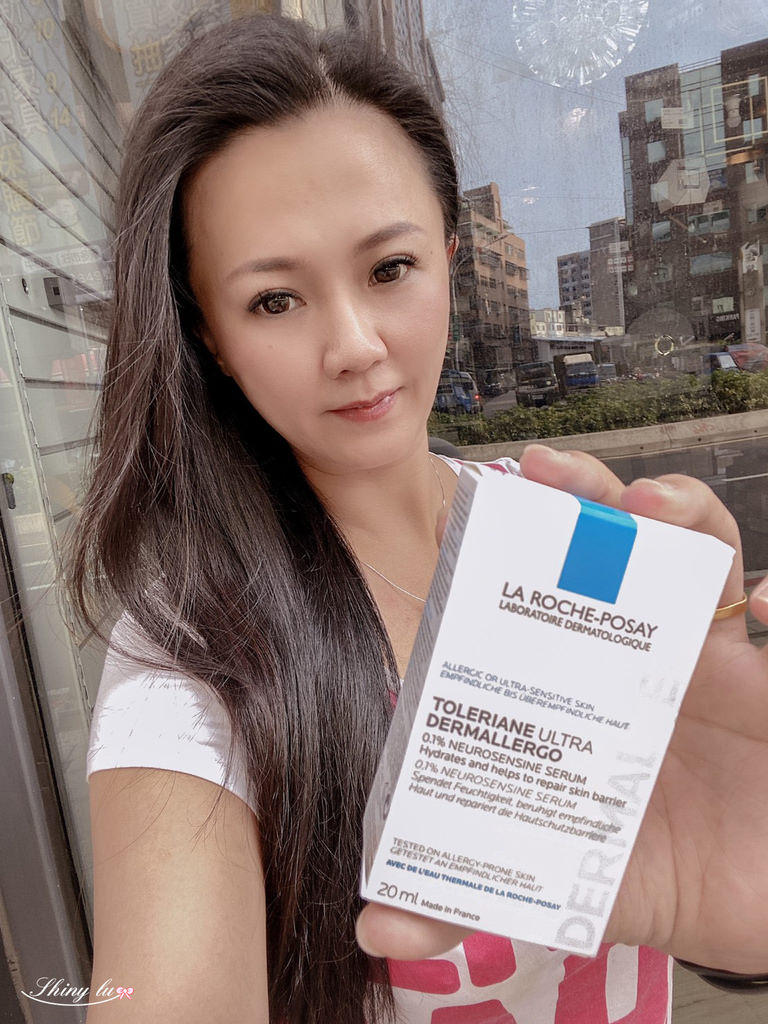 LA ROCHE-POSAY
LABORATOIRE DERMATOLOGIQUE
ALLERGIC OR ULTRA-SENSITIVE SKIN
EMPFINDLICHE BIS ÜBEREMPFINDLICHE HAUT
TOLERIANE ULTRA
DERMALLERGO
0.1% NEUROSENSINE SERUM
Hydrates and helps to repair skin barrier
0.1% NEUROSENSINE SERUM
Spendet Feuchtigkeit, beruhigt empfindliche
Haut und repariert die Hautschutzbarriere
TESTED ON ALLERGY-PRONE SKIN
GETESTET AN EMPFINDLICHER HAUT
AVEC DE L'EAU THERMALE DE LA ROCHE-POSAY
20 ml Made in France
Shiny lu